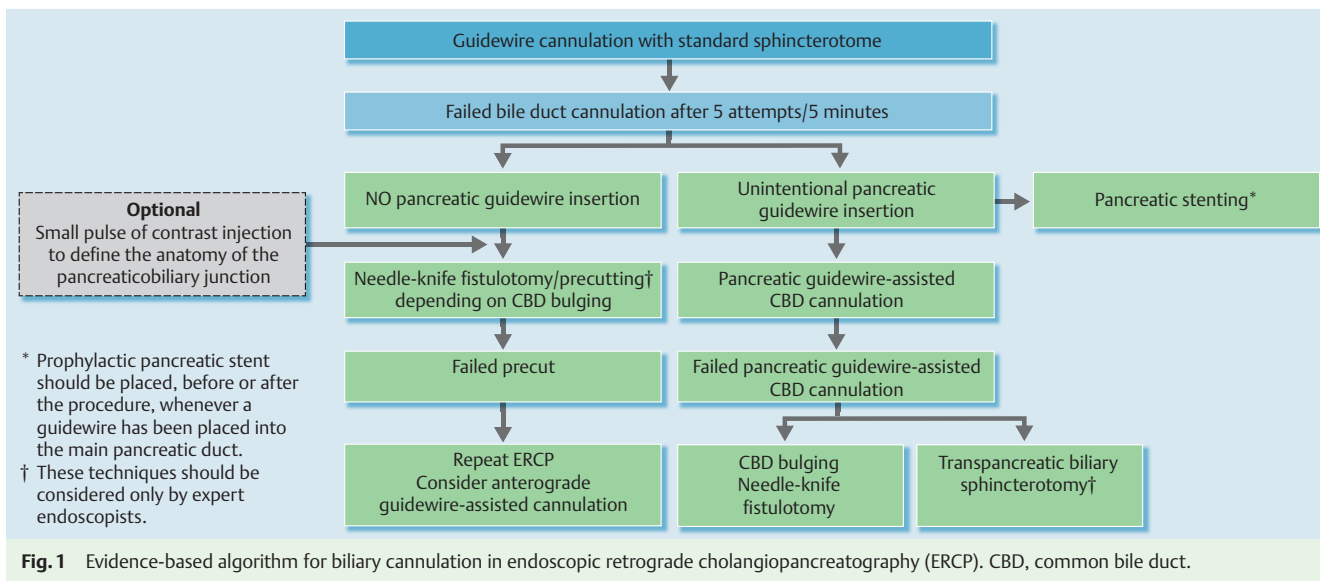 Guidewire cannulation with standard sphincterotome
Failed bile duct cannulation after 5 attempts/5 minutes
NO pancreatic guidewire insertion
Unintentional pancreatic
guidewire insertion
Pancreatic stenting*
Optional
Small pulse of contrast injection
to define the anatomy of the
pancreaticobiliary junction
Needle-knife fistulotomy/precutting†
depending on CBD bulging
Pancreatic guidewire-assisted
CBD cannulation
Failed precut
Failed pancreatic guidewire-assisted
CBD cannulation
Repeat ERCP
Consider anterograde
guidewire-assisted cannulation
CBD bulging
Needle-knife
fistulotomy
Transpancreatic biliary
sphincterotomy†
* Prophylactic pancreatic stent
should be placed, before or after
the procedure, whenever a
guidewire has been placed into
the main pancreatic duct.
† These techniques should be
considered only by expert
endoscopists.
Fig. 1 Evidence-based algorithm for biliary cannulation in endoscopic retrograde cholangiopancreatography (ERCP). CBD, common bile duct.